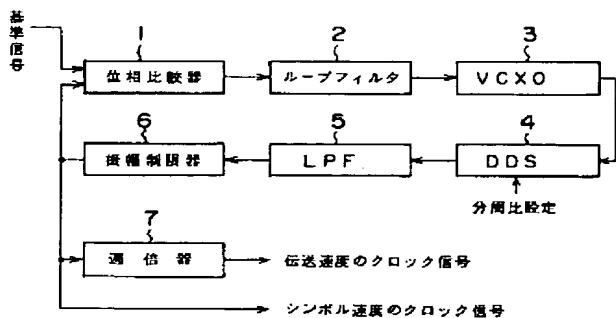 基準信号
1
位相比較器
2
ループフィルタ
3
VCXO
6
振幅制限器
5
LPF
4
DDS
分周比設定
7
逓倍器
伝送速度のクロック信号
シンボル速度のクロック信号